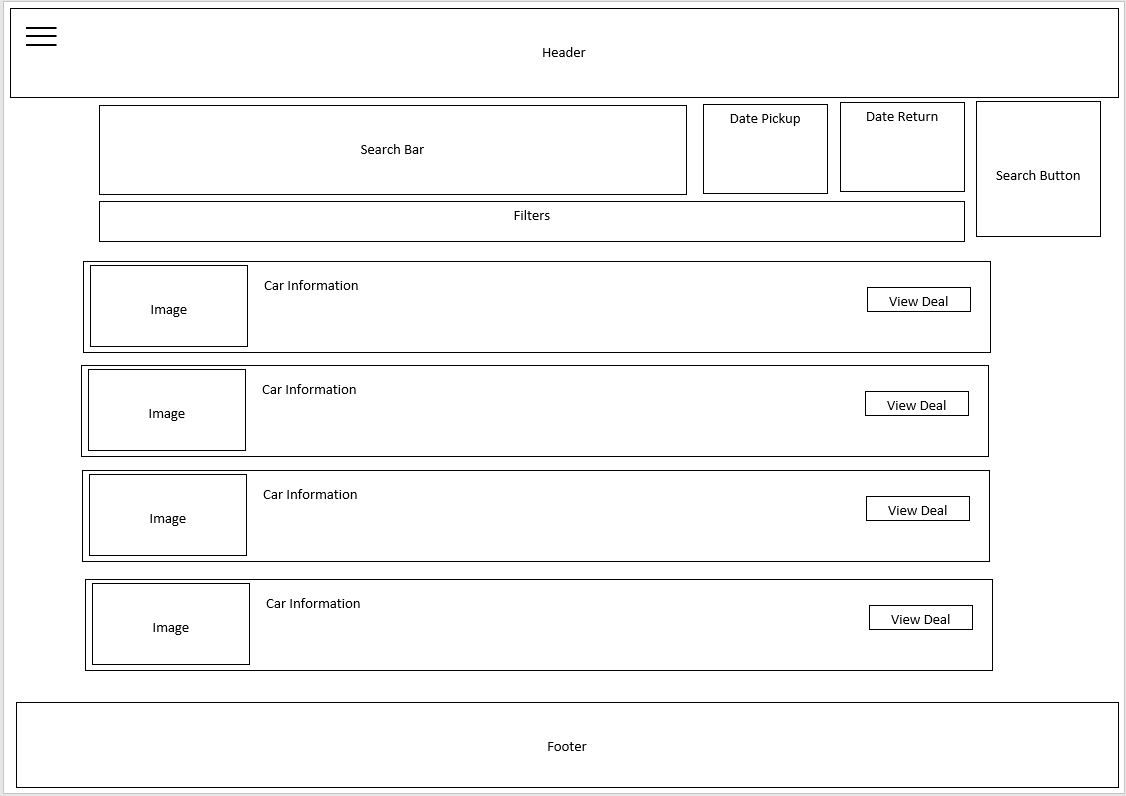 Header
Search Bar
Date Pickup
Date Return
Search Button
Filters
Image
Car Information
View Deal
Image
Car Information
View Deal
Image
Car Information
View Deal
Image
Car Information
View Deal
Footer